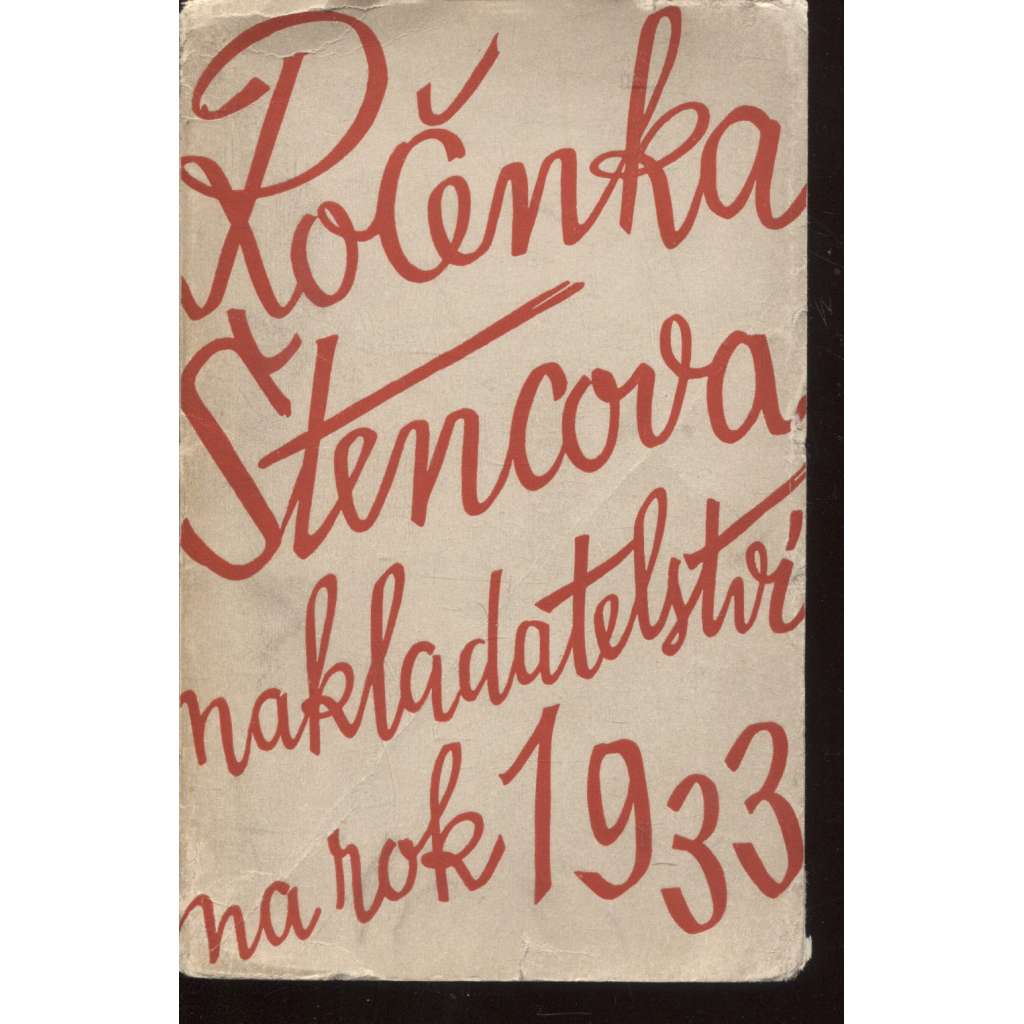 Ročenka
Štencova
nakladatelství
na rok 1933